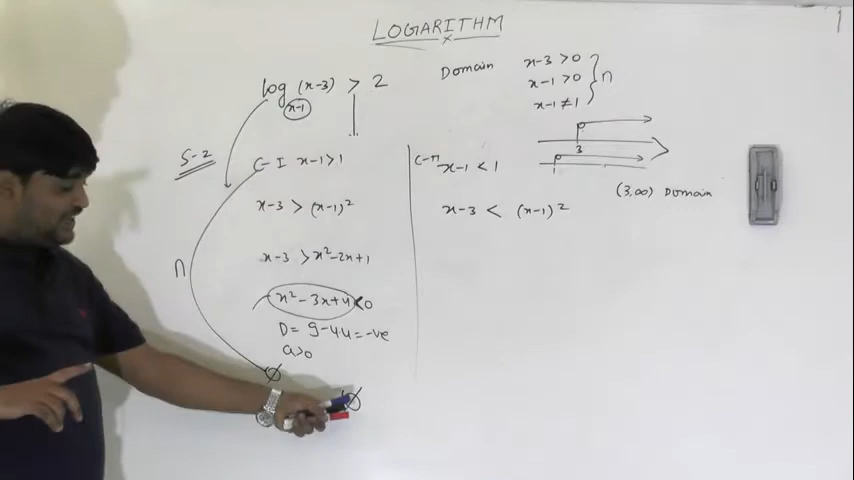 LOGARITHM
log (x-3) > 2
x-1
Domain
x-3 > 0
x-1 > 0
x-1 ≠ 1
∩
3
1
(3,∞) Domain
S-2
C-I x-1 > 1
x-3 > (x-1)²
x-3 > x²-2x+1
x²-3x+4 < 0
D = 9-4.4 = -ve
a>0
∩
ϕ
ϕ
C-II x-1 < 1
x-3 < (x-1)²